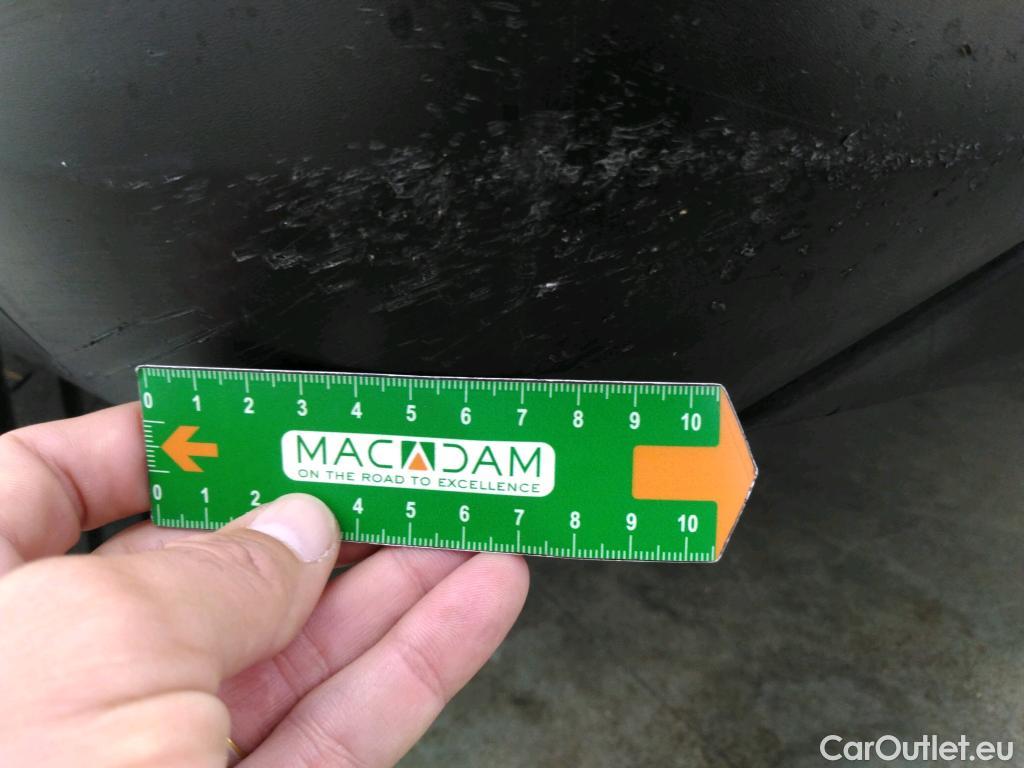 0 1 2 3 4 5 6 7 8 9 10
MACADAM
ON THE ROAD TO EXCELLENCE
0 1 2 4 5 6 7 8 9 10
CarOutlet.eu